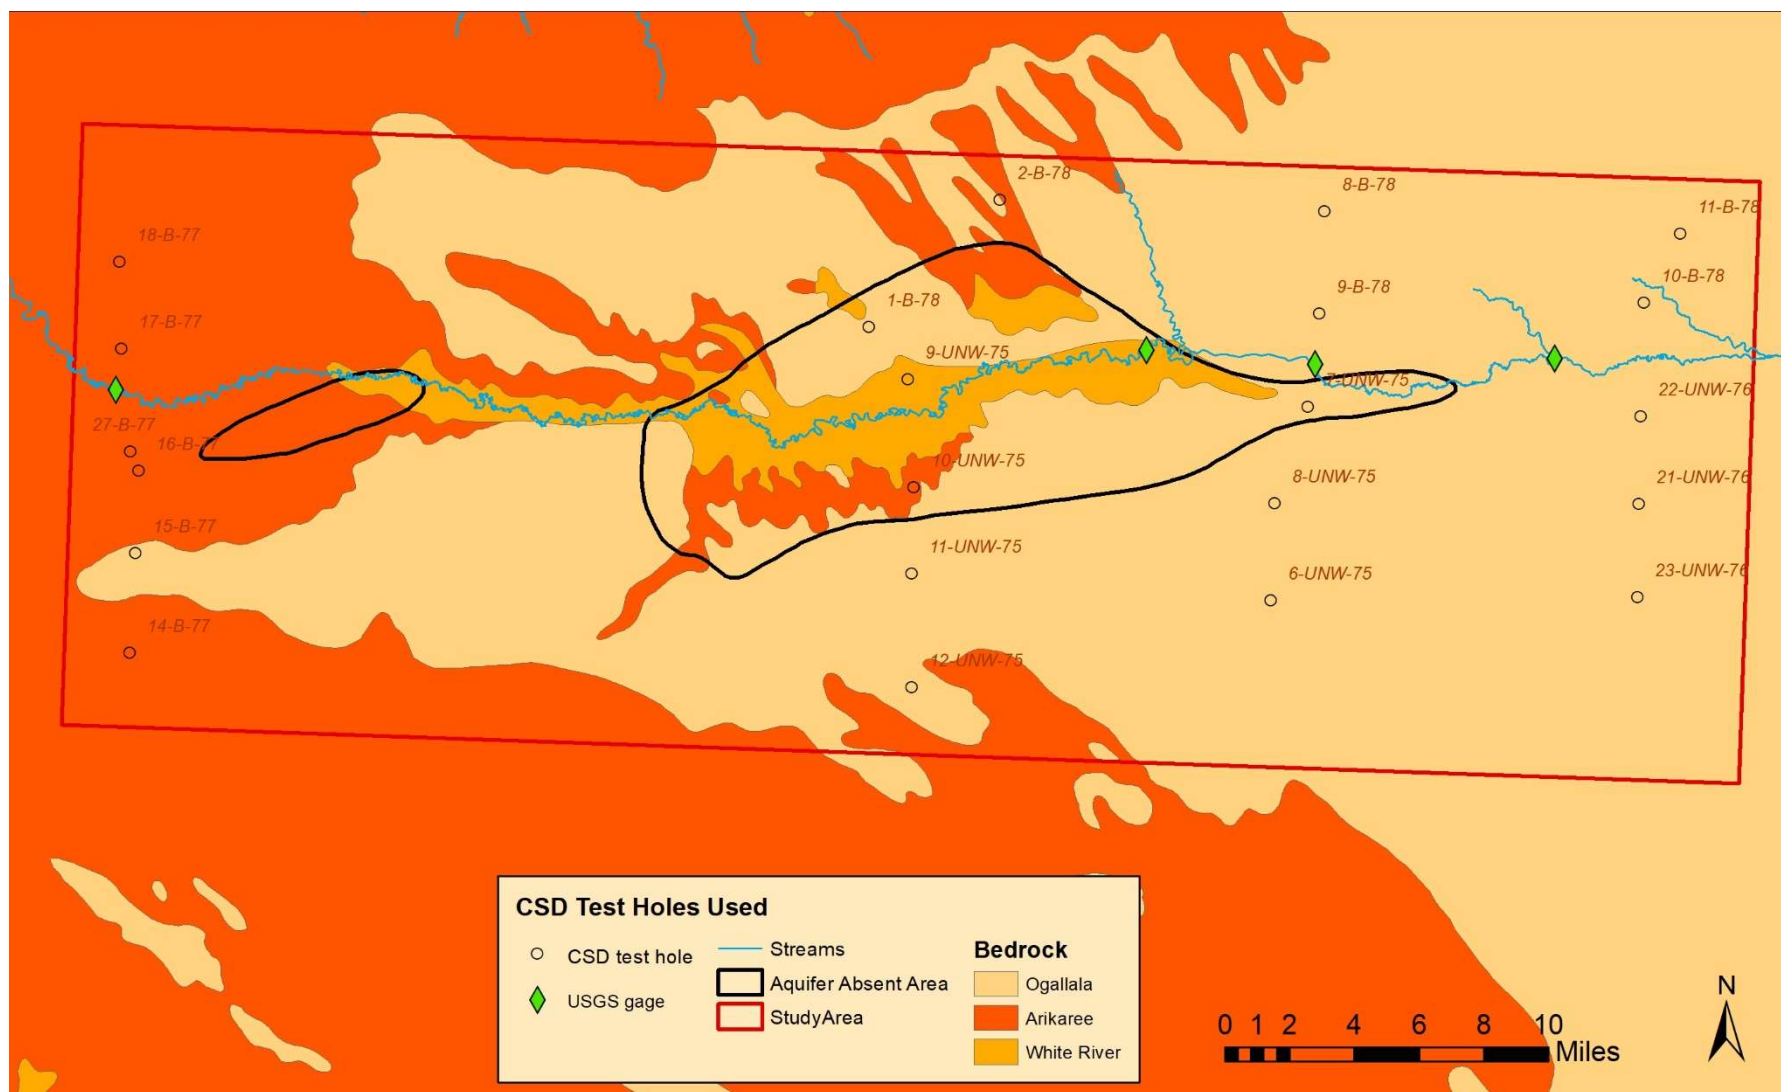 2-B-78
8-B-78
11-B-78
18-B-77
10-B-78
9-B-78
1-B-78
17-B-77
9-UNW-75
7-UNW-75
22-UNW-76
27-B-77
16-B-77
10-UNW-75
8-UNW-75
21-UNW-76
15-B-77
11-UNW-75
6-UNW-75
23-UNW-76
14-B-77
12-UNW-75
CSD Test Holes Used
CSD test hole
USGS gage
Streams
Aquifer Absent Area
StudyArea
Bedrock
Ogallala
Arikaree
White River
0 1 2 4 6 8 10
Miles
N